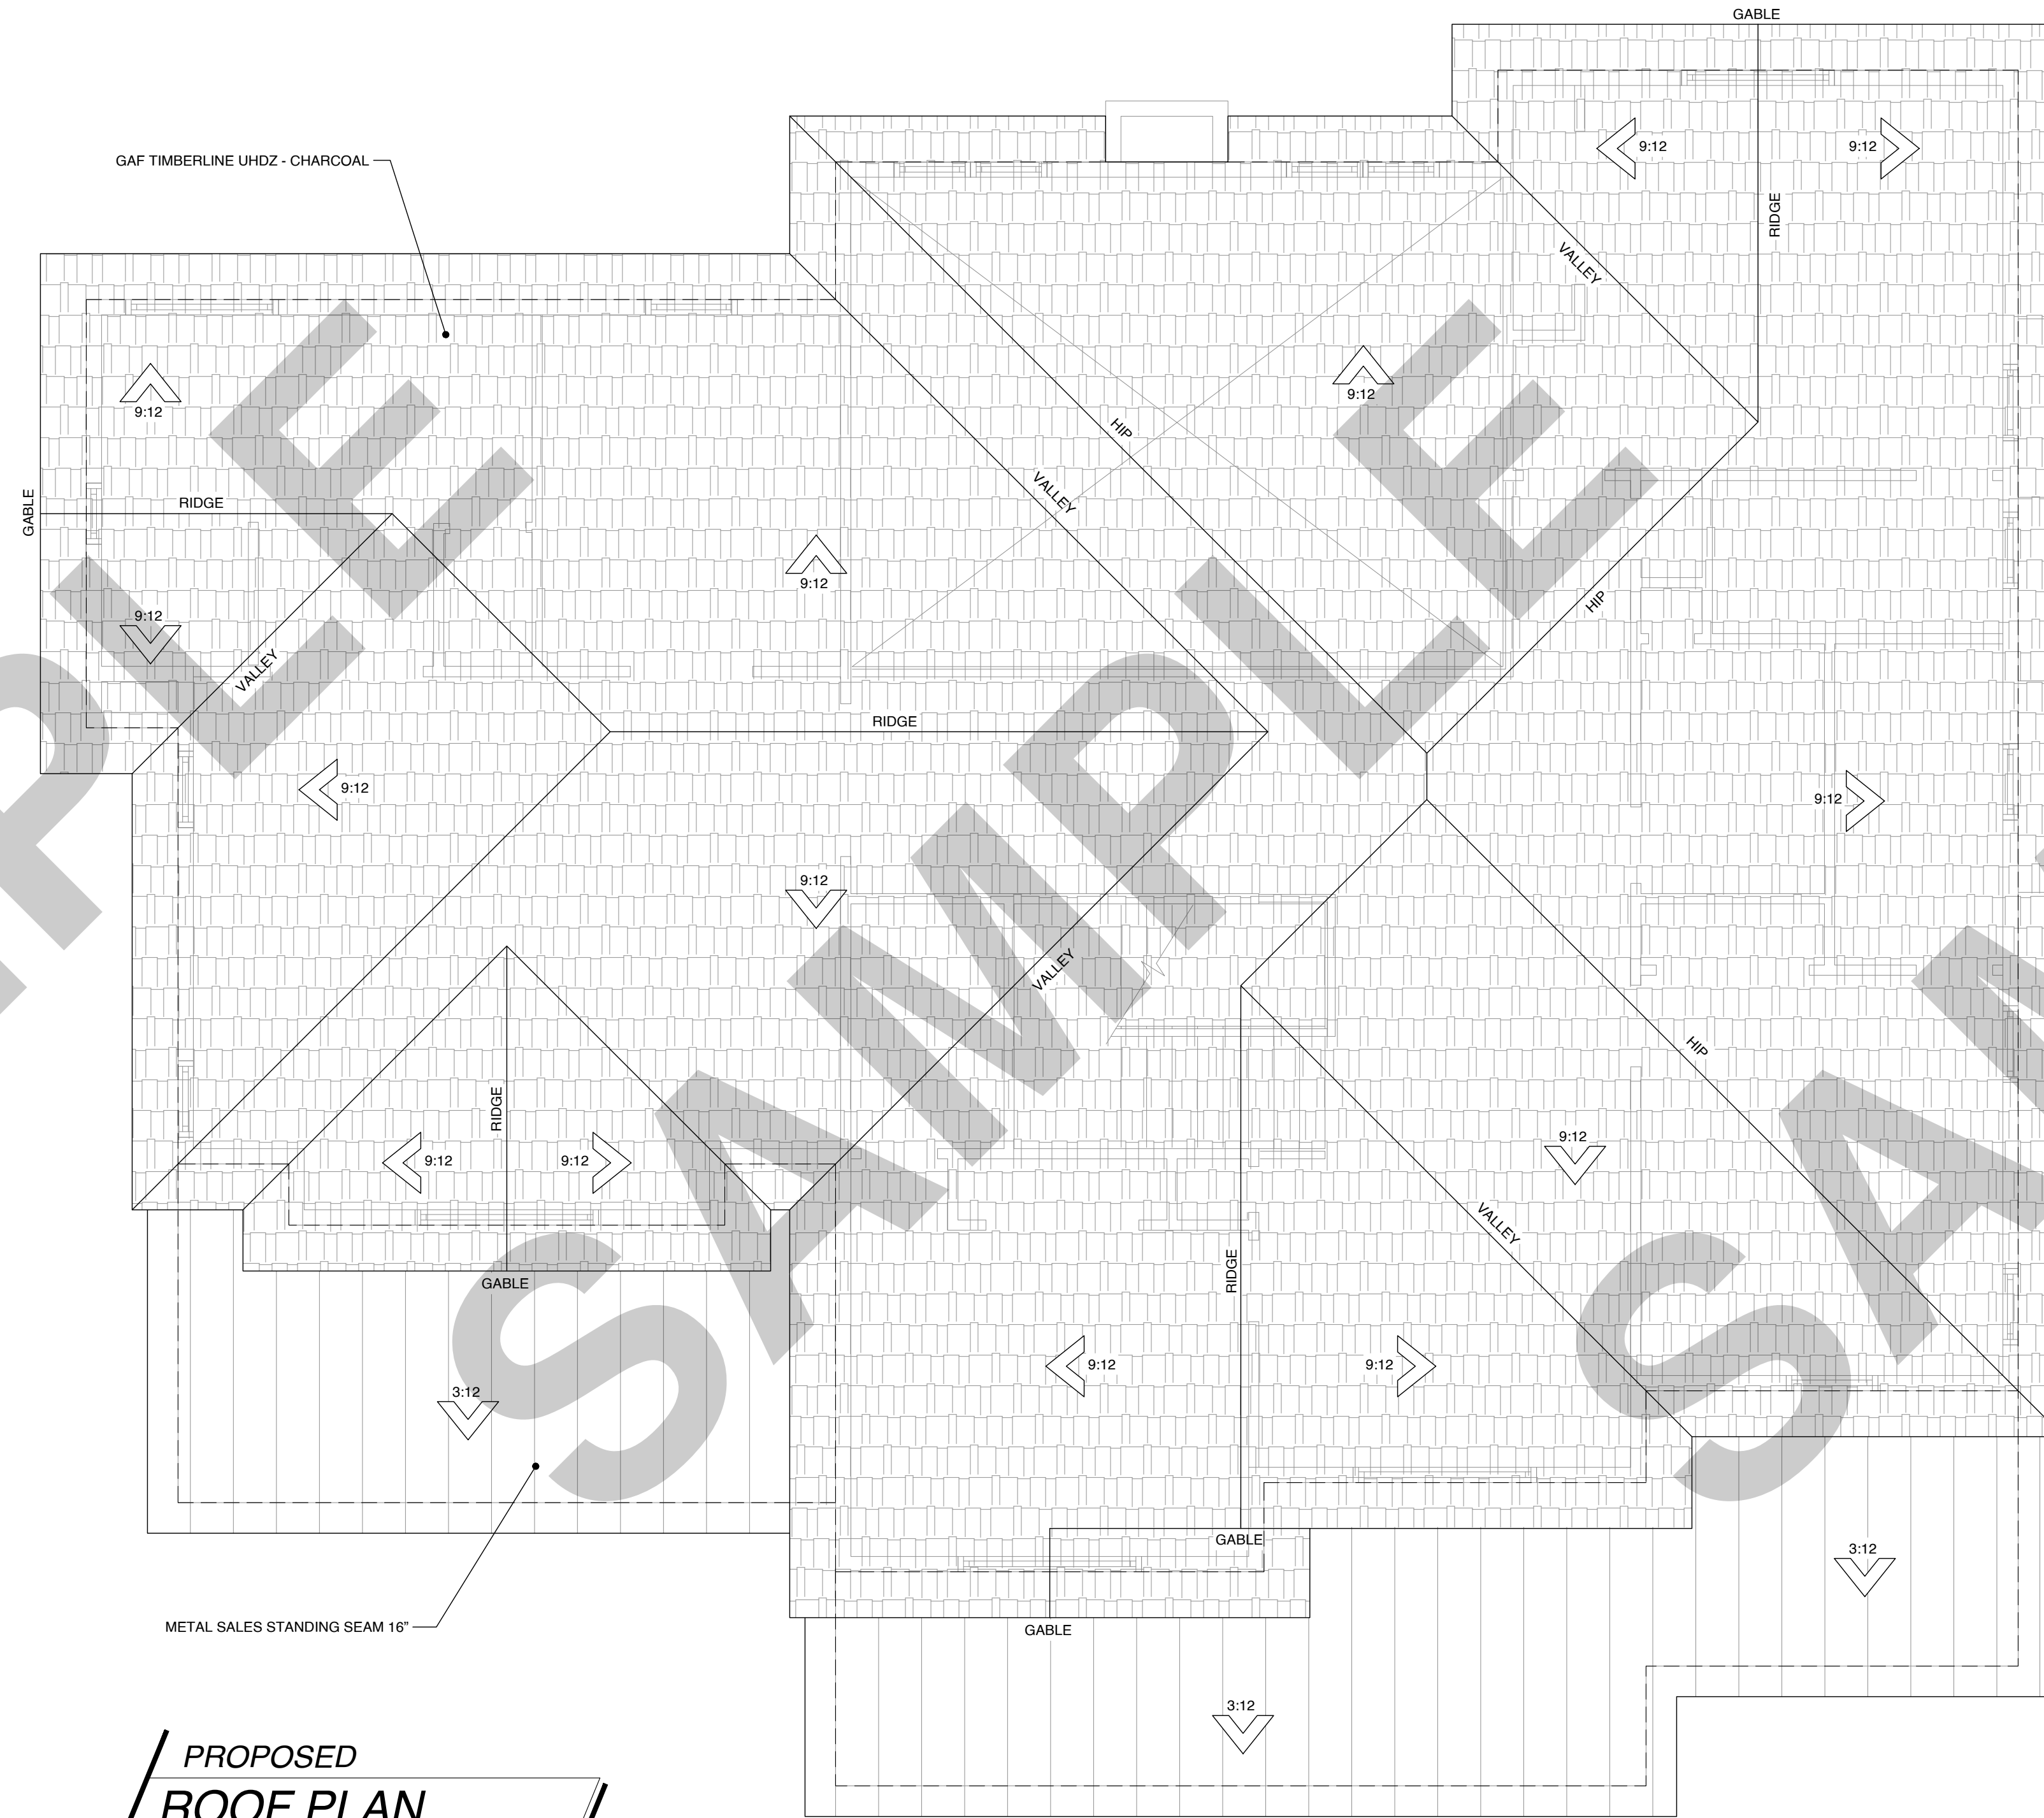 GABLE
GAF TIMBERLINE UHDZ - CHARCOAL
9:12
9:12
RIDGE
VALLEY
9:12
9:12
HIP
GABLE
RIDGE
VALLEY
9:12
HIP
9:12
VALLEY
RIDGE
9:12
9:12
9:12
VALLEY
HIP
RIDGE
9:12
9:12
9:12
VALLEY
RIDGE
GABLE
9:12
9:12
3:12
GABLE
3:12
METAL SALES STANDING SEAM 16”
GABLE
3:12
PROPOSED
ROOF PLAN
SAMPLE
PLE
SA